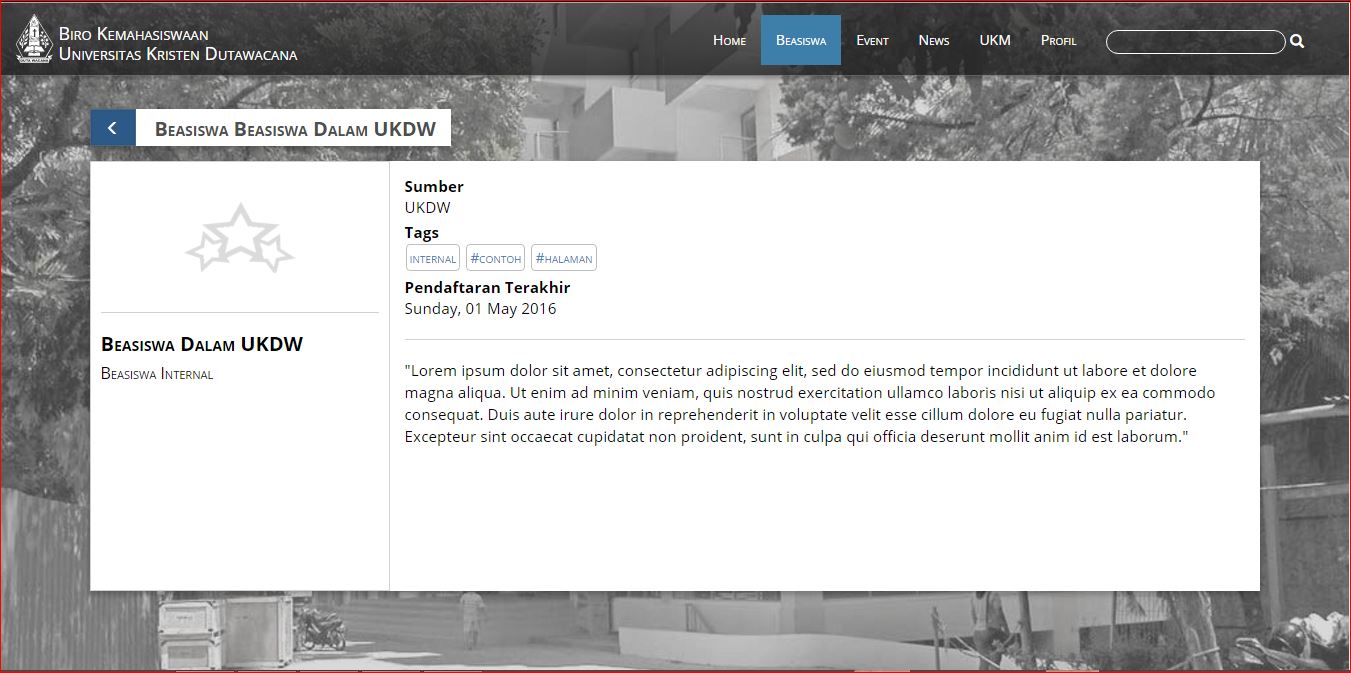 Biro Kemahasiswaan
Universitas Kristen Dutawacana
Home Beasiswa Event News UKM Profil
Beasiswa Beasiswa Dalam UKDW
Beasiswa Dalam UKDW
Beasiswa Internal
Sumber
UKDW
Tags
internal #contoh #halaman
Pendaftaran Terakhir
Sunday, 01 May 2016
"Lorem ipsum dolor sit amet, consectetur adipiscing elit, sed do eiusmod tempor incididunt ut labore et dolore
magna aliqua. Ut enim ad minim veniam, quis nostrud exercitation ullamco laboris nisi ut aliquip ex ea commodo
consequat. Duis aute irure dolor in reprehenderit in voluptate velit esse cillum dolore eu fugiat nulla pariatur.
Excepteur sint occaecat cupidatat non proident, sunt in culpa qui officia deserunt mollit anim id est laborum."